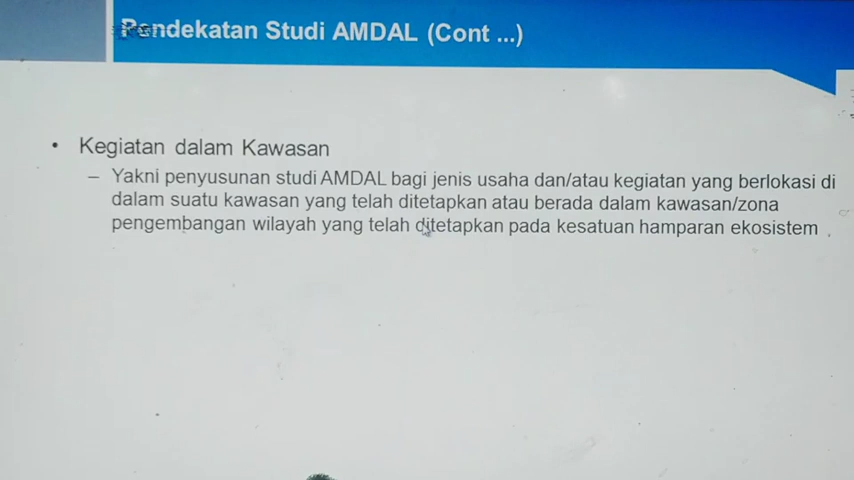 Pendekatan Studi AMDAL (Cont ...)
• Kegiatan dalam Kawasan
– Yakni penyusunan studi AMDAL bagi jenis usaha dan/atau kegiatan yang berlokasi di
dalam suatu kawasan yang telah ditetapkan atau berada dalam kawasan/zona
pengembangan wilayah yang telah ditetapkan pada kesatuan hamparan ekosistem .